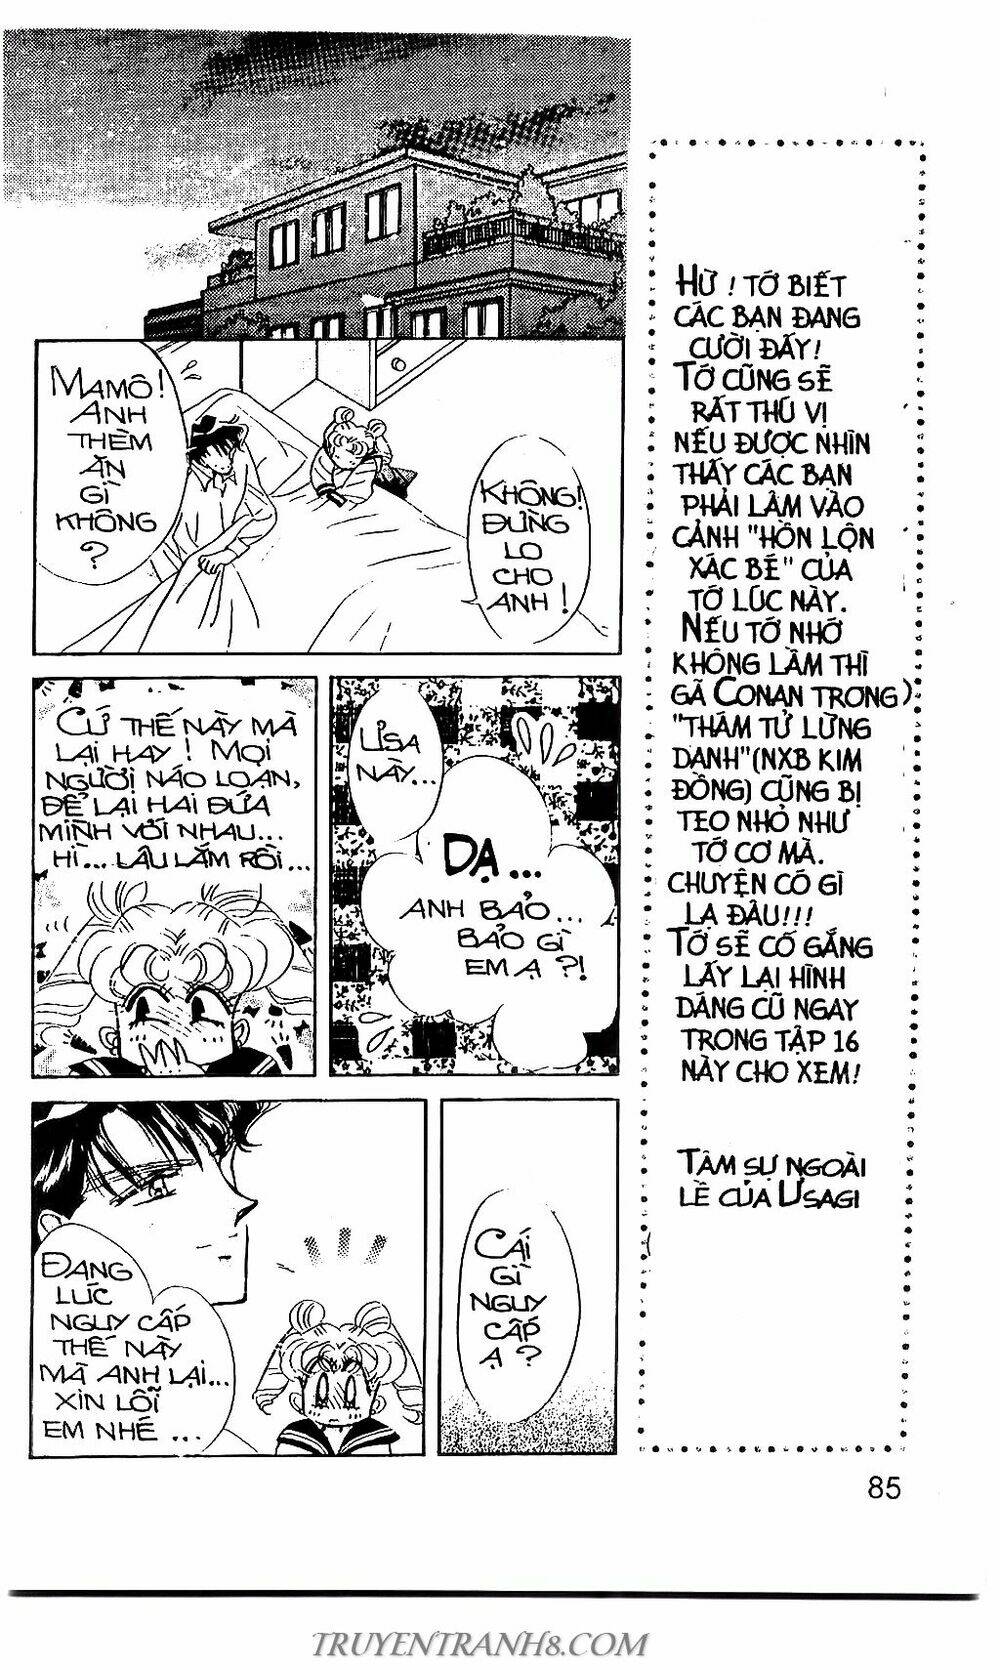 MAMÔ!
ANH
THÈM
ĂN
GÌ
KHÔNG
?
KHÔNG!
ĐỪNG
LO
CHO
ANH!
CỨ THẾ NÀY MÀ
LẠI HAY! MỌI
NGƯỜI NÁO LOẠN,
ĐỂ LẠI HAI ĐỨA
MÌNH VỚI NHAU...
HÌ... LÂU LẮM RỒI...
ƯSA
NÀY...
DẠ...
ANH BẢO...
BẢO GÌ
EM Ạ?!
ĐANG
LÚC
NGUY CẤP
THẾ NÀY
MÀ ANH LẠI...
XIN LỖI
EM NHÉ...
CÁI
GÌ
NGUY
CẤP
Ạ?
HỪ! TỚ BIẾT
CÁC BẠN ĐANG
CƯỜI ĐẤY!
TỚ CŨNG SẼ
RẤT THÚ VỊ
NẾU ĐƯỢC NHÌN
THẤY CÁC BẠN
PHẢI LÂM VÀO
CẢNH "HỒN LỘN
XÁC BÉ" CỦA
TỚ LÚC NÀY.
NẾU TỚ NHỚ
KHÔNG LẦM THÌ
GÃ CONAN TRONG)
"THÁM TỬ LỪNG
DANH"(NXB KIM
ĐỒNG) CŨNG BỊ
TEO NHỎ NHƯ
TỚ CƠ MÀ.
CHUYỆN CÓ GÌ
LẠ ĐÂU!!!
TỚ SẼ CỐ GẮNG
LẤY LẠI HÌNH
DÁNG CŨ NGAY
TRONG TẬP 16
NÀY CHO XEM!
TÂM SỰ NGOÀI
LỀ CỦA USAGI
85
TRUYENTRANH8.COM